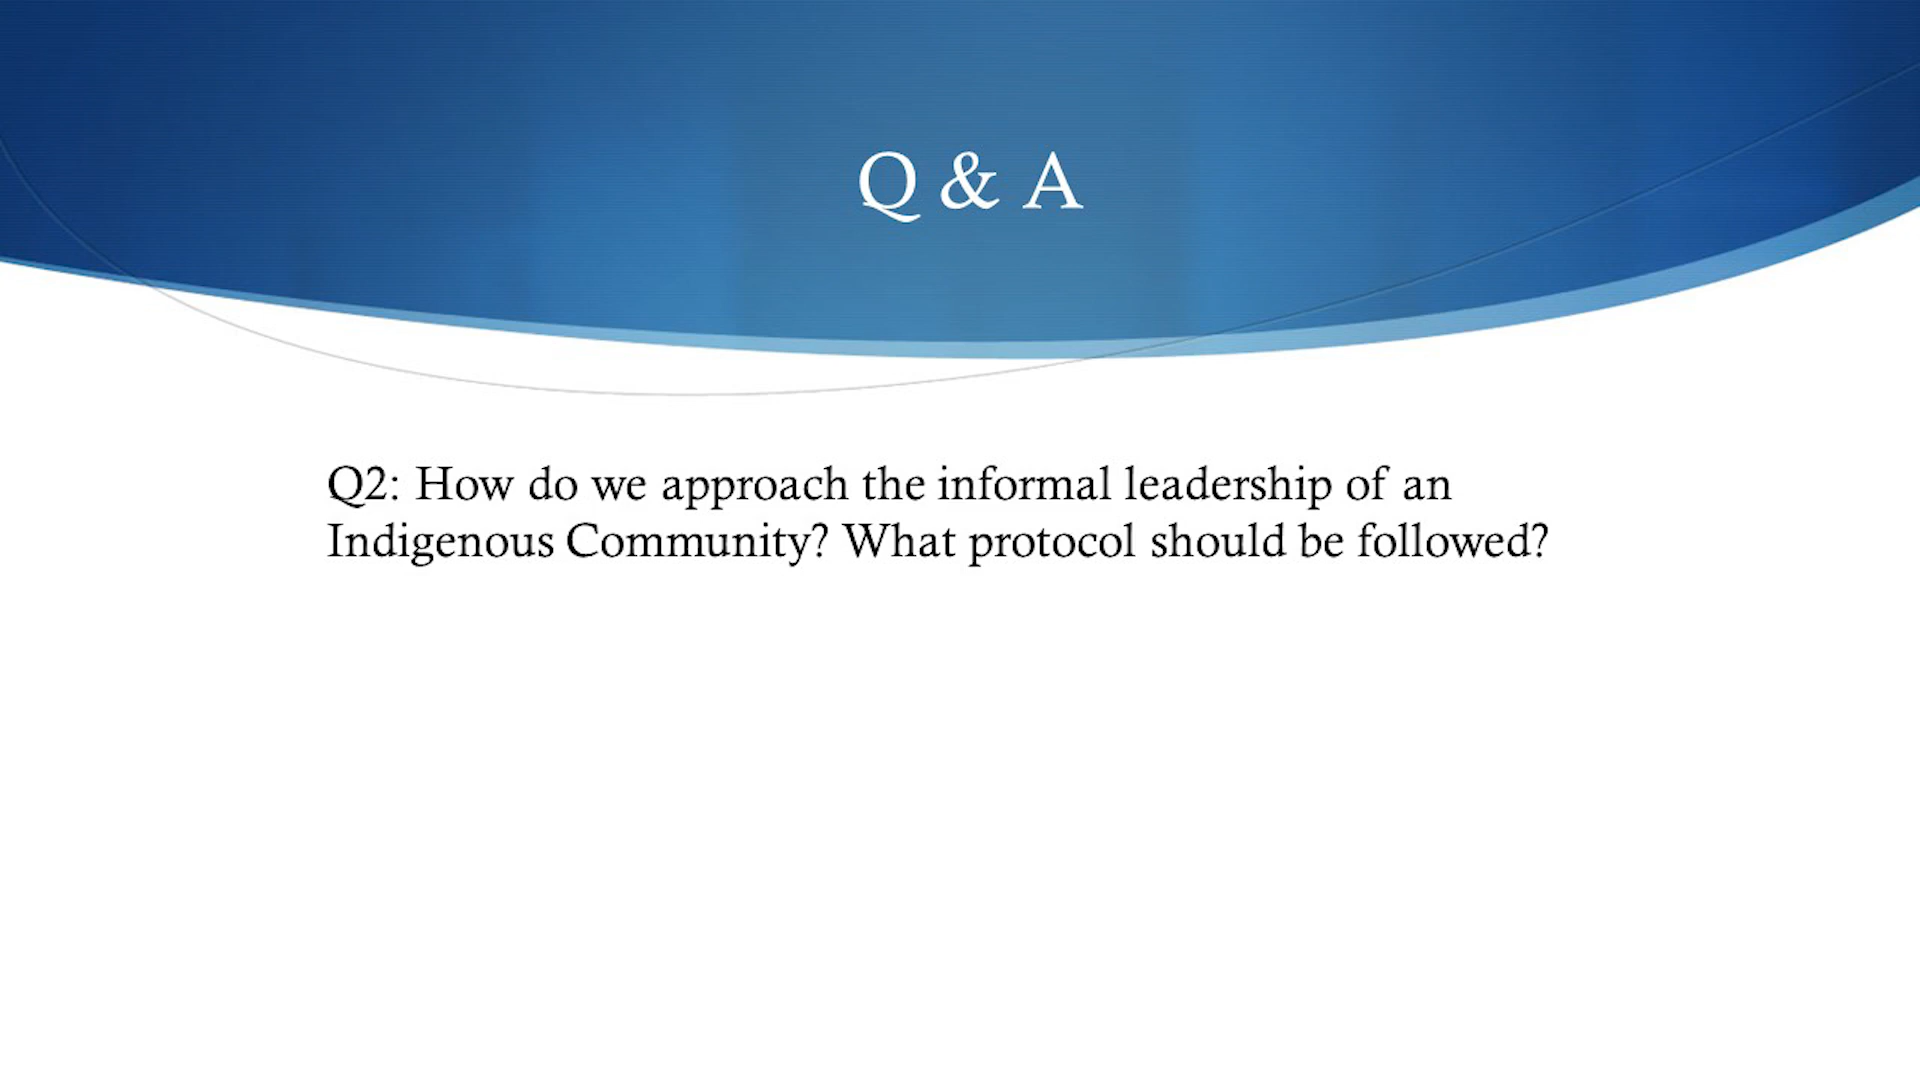 Q & A
Q2: How do we approach the informal leadership of an
Indigenous Community? What protocol should be followed?